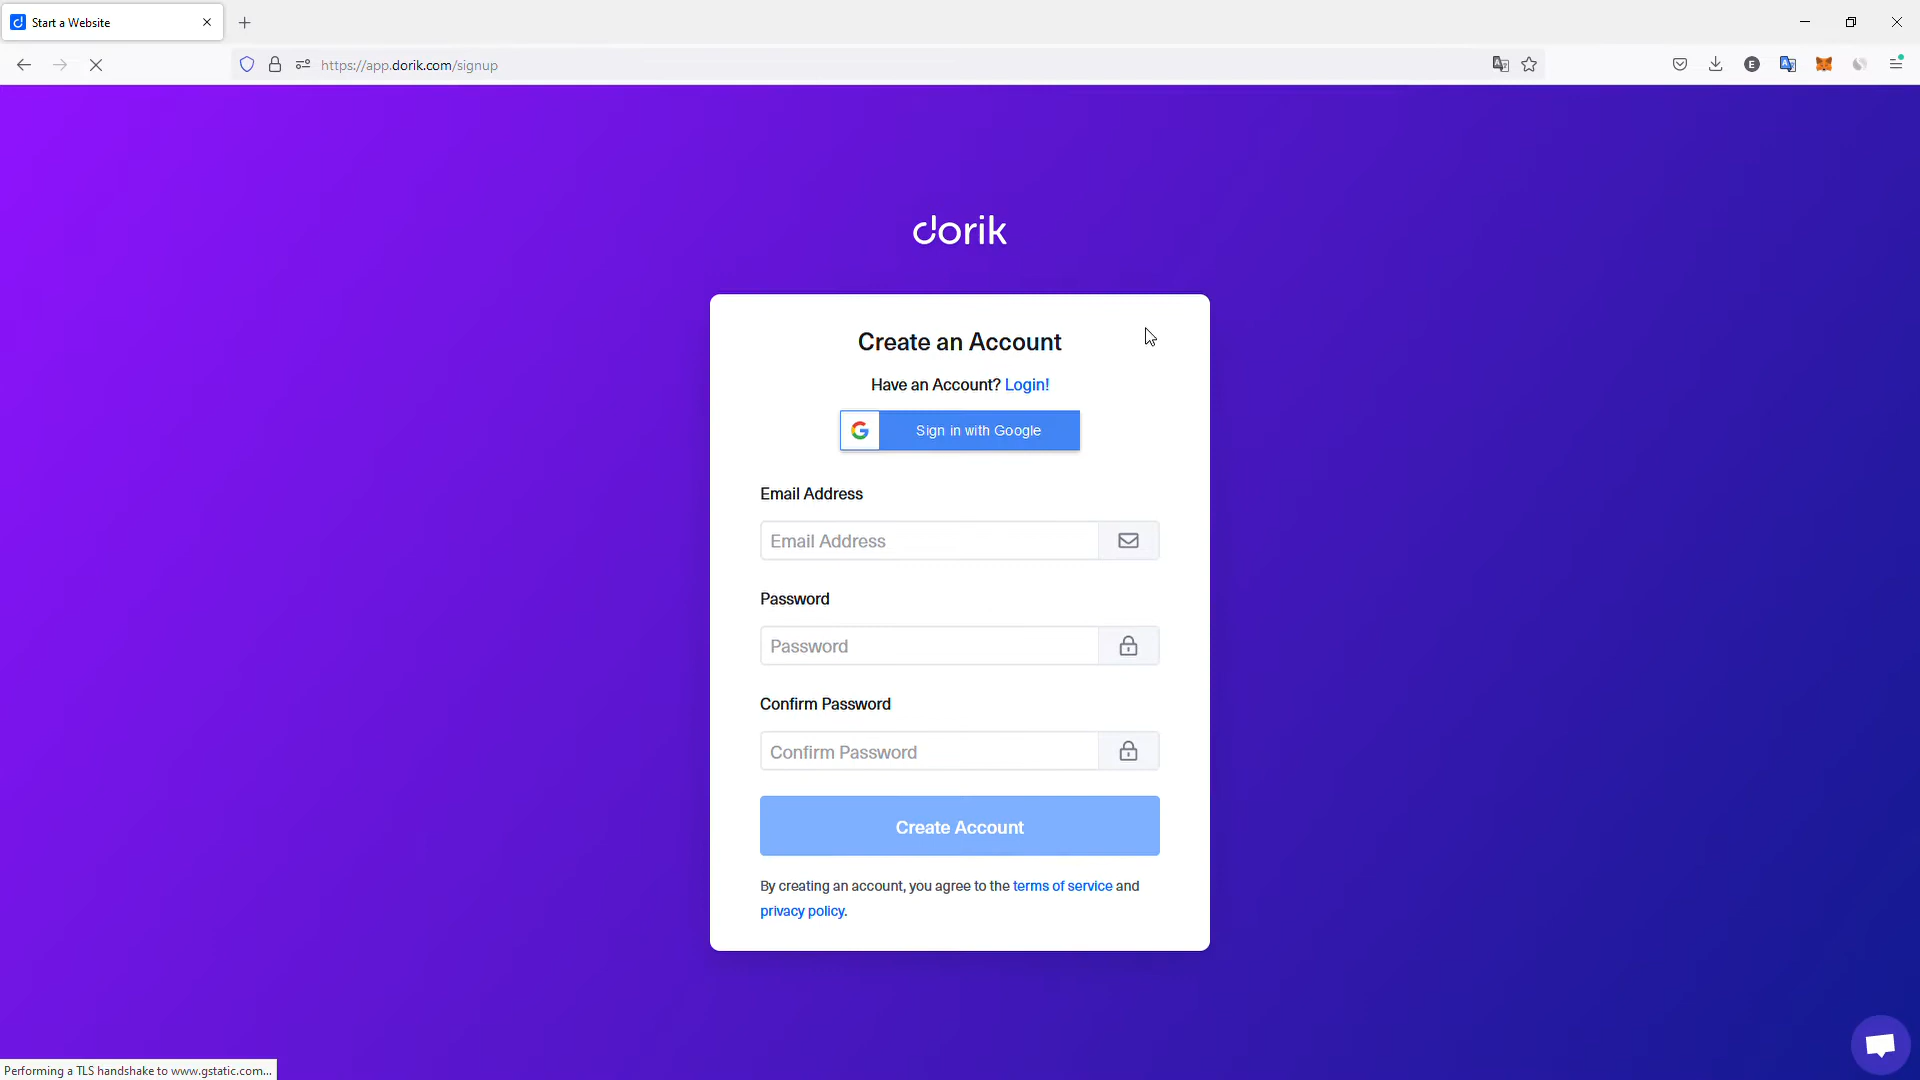 Start a Website
https://app.dorik.com/signup
dorik
Create an Account
Have an Account? Login!
Sign in with Google
Email Address
Email Address
Password
Password
Confirm Password
Confirm Password
Create Account
By creating an account, you agree to the terms of service and
privacy policy.
Performing a TLS handshake to www.gstatic.com...